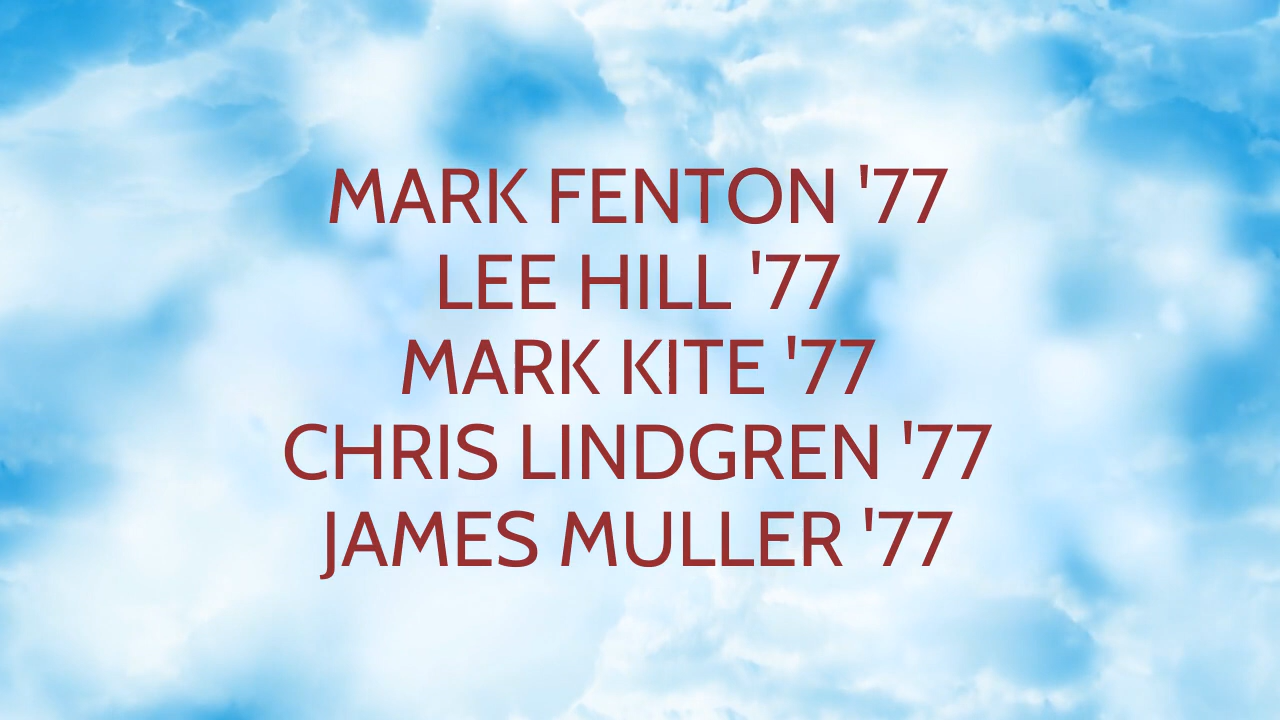 MARK FENTON '77
LEE HILL '77
MARK KITE '77
CHRIS LINDGREN '77
JAMES MULLER '77